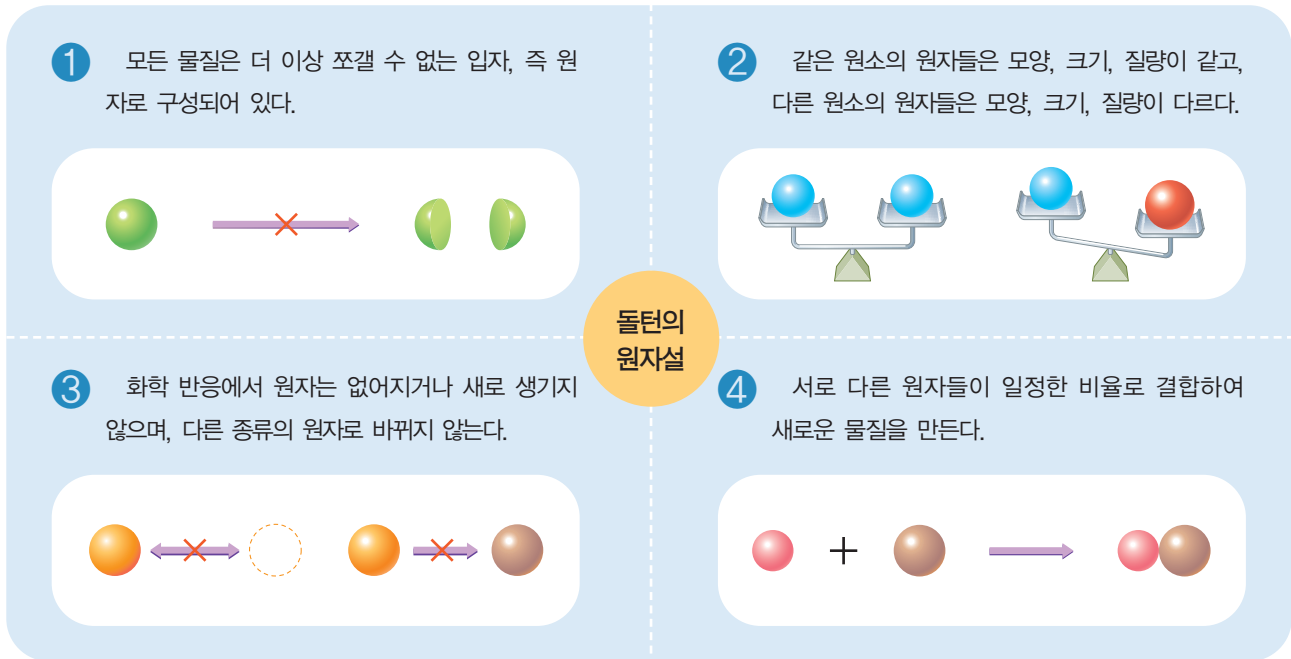 1 모든 물질은 더 이상 쪼갤 수 없는 입자, 즉 원
자로 구성되어 있다.
2 같은 원소의 원자들은 모양, 크기, 질량이 같고,
다른 원소의 원자들은 모양, 크기, 질량이 다르다.
돌턴의
원자설
3 화학 반응에서 원자는 없어지거나 새로 생기지
않으며, 다른 종류의 원자로 바뀌지 않는다.
4 서로 다른 원자들이 일정한 비율로 결합하여
새로운 물질을 만든다.
+